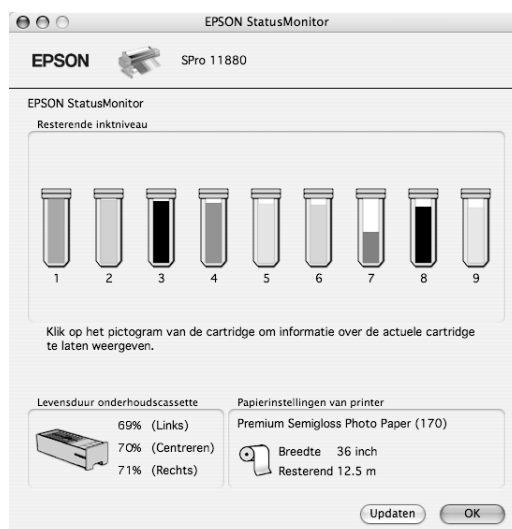 EPSON StatusMonitor
EPSON SPro 11880
EPSON StatusMonitor
Resterende inktniveau
1 2 3 4 5 6 7 8 9
Klik op het pictogram van de cartridge om informatie over de actuele cartridge
te laten weergeven.
Levensduur onderhoudscassette
69% (Links)
70% (Centreren)
71% (Rechts)
Papierinstellingen van printer
Premium Semigloss Photo Paper (170)
Breedte 36 inch
Resterend 12.5 m
Updaten OK